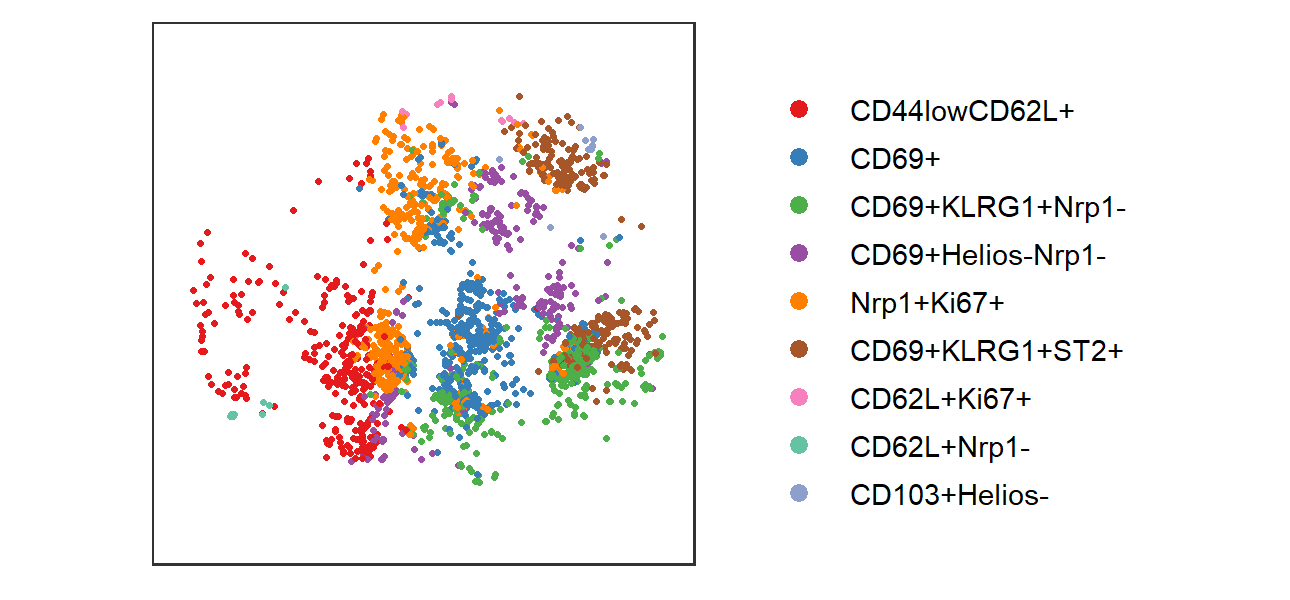 CD44lowCD62L+
CD69+
CD69+KLRG1+Nrp1-
CD69+Helios-Nrp1-
Nrp1+Ki67+
CD69+KLRG1+ST2+
CD62L+Ki67+
CD62L+Nrp1-
CD103+Helios-